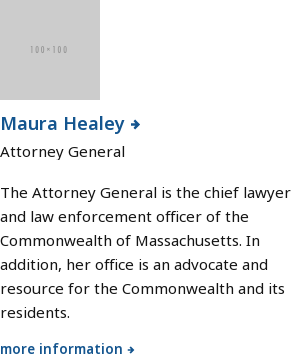 100×100
Maura Healey →
Attorney General
The Attorney General is the chief lawyer
and law enforcement officer of the
Commonwealth of Massachusetts. In
addition, her office is an advocate and
resource for the Commonwealth and its
residents.
more information →